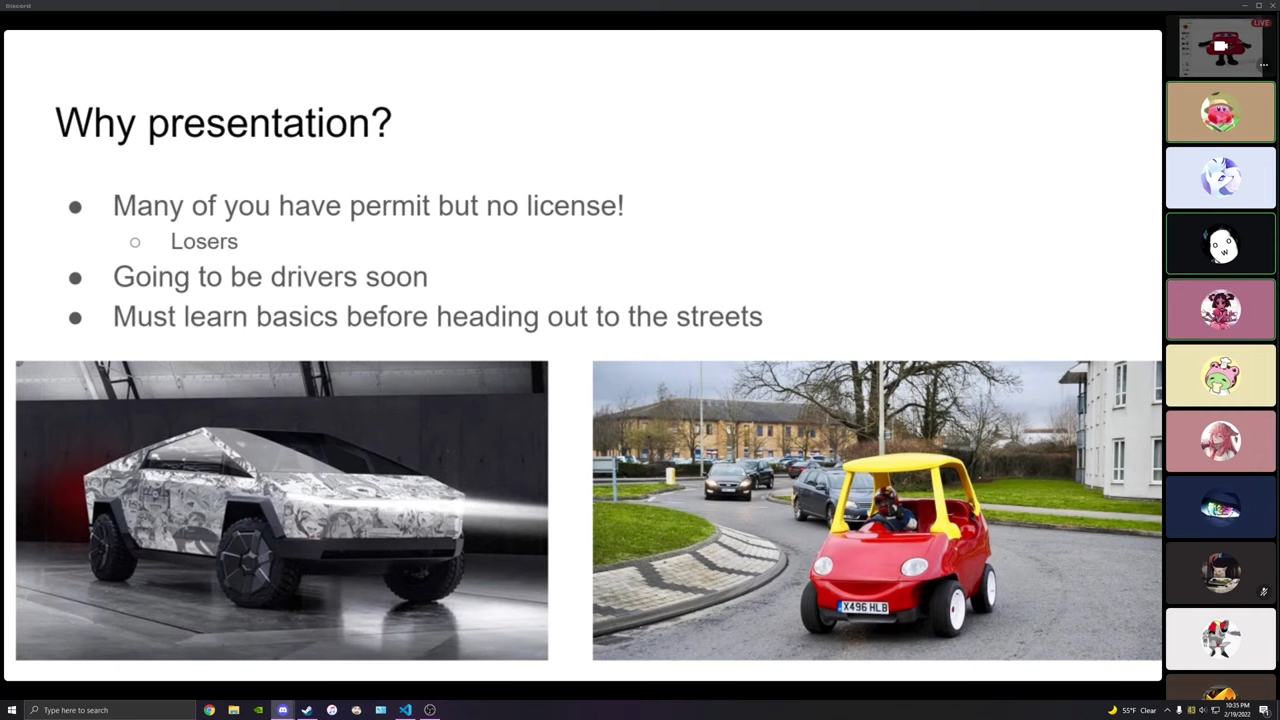 Discord
LIVE
Why presentation?
Many of you have permit but no license!
Losers
Going to be drivers soon
Must learn basics before heading out to the streets
X496 HLB
Type here to search
55°F Clear
10:35 PM
2/19/2022